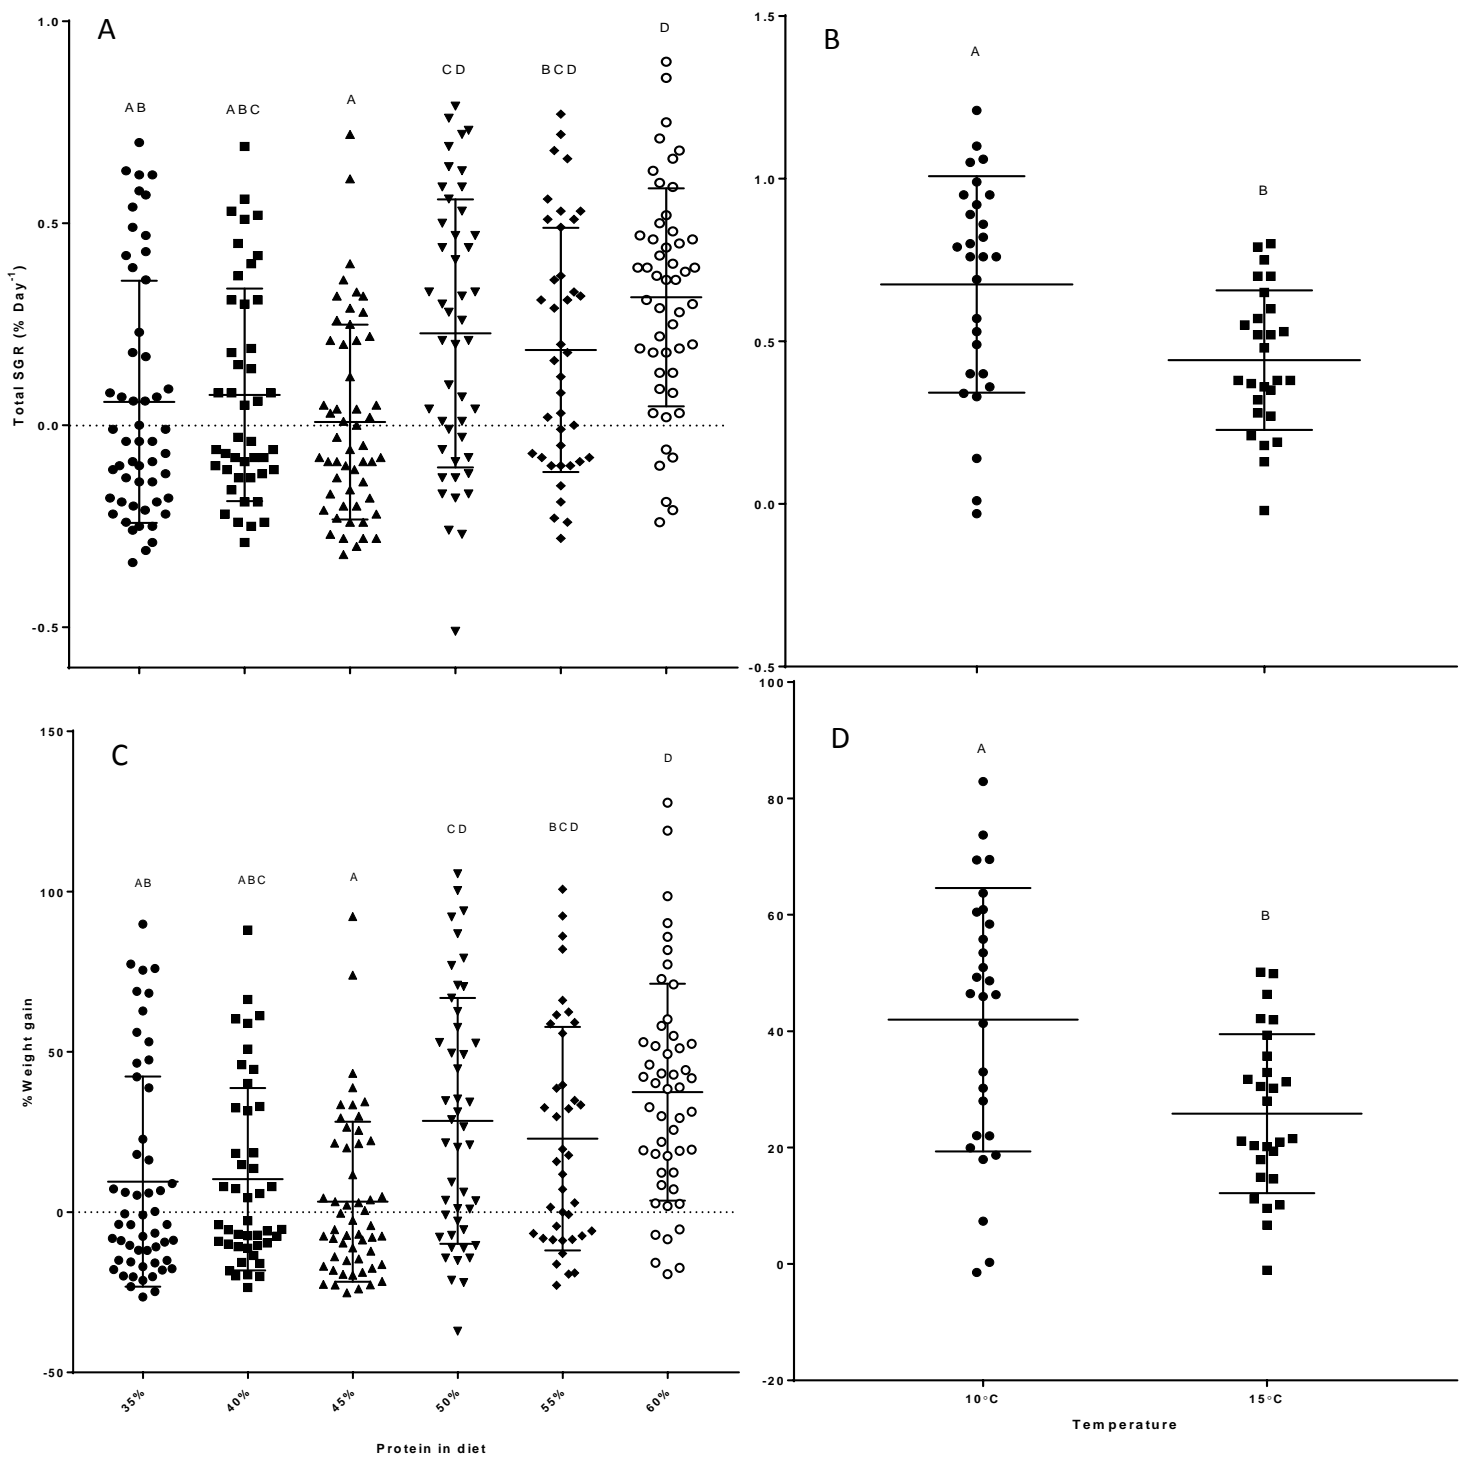 A
B
Total SGR (% Day⁻¹)
1.0
0.5
0.0
-0.5
AB
ABC
A
CD
BCD
D
1.5
1.0
0.5
0.0
-0.5
A
B
C
D
%Weight gain
150
100
50
0
-50
AB
ABC
A
CD
BCD
D
35%
40%
45%
50%
55%
60%
Protein in diet
100
80
60
40
20
0
-20
A
B
10°C
15°C
Temperature